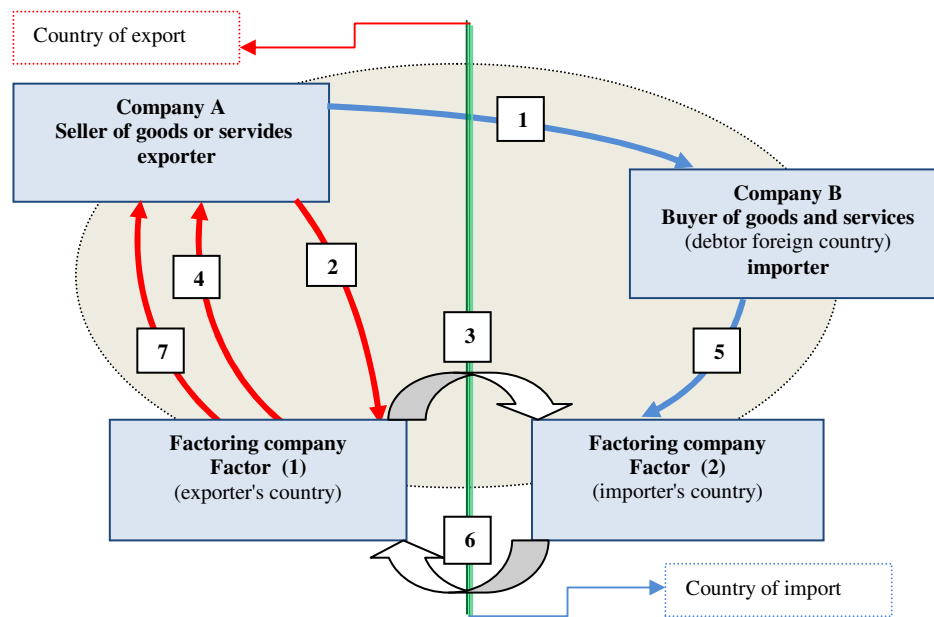 Country of export
Company A
Seller of goods or servides
exporter
1
Company B
Buyer of goods and services
(debtor foreign country)
importer
2
4
7
3
5
Factoring company
Factor (1)
(exporter's country)
Factoring company
Factor (2)
(importer's country)
6
Country of import